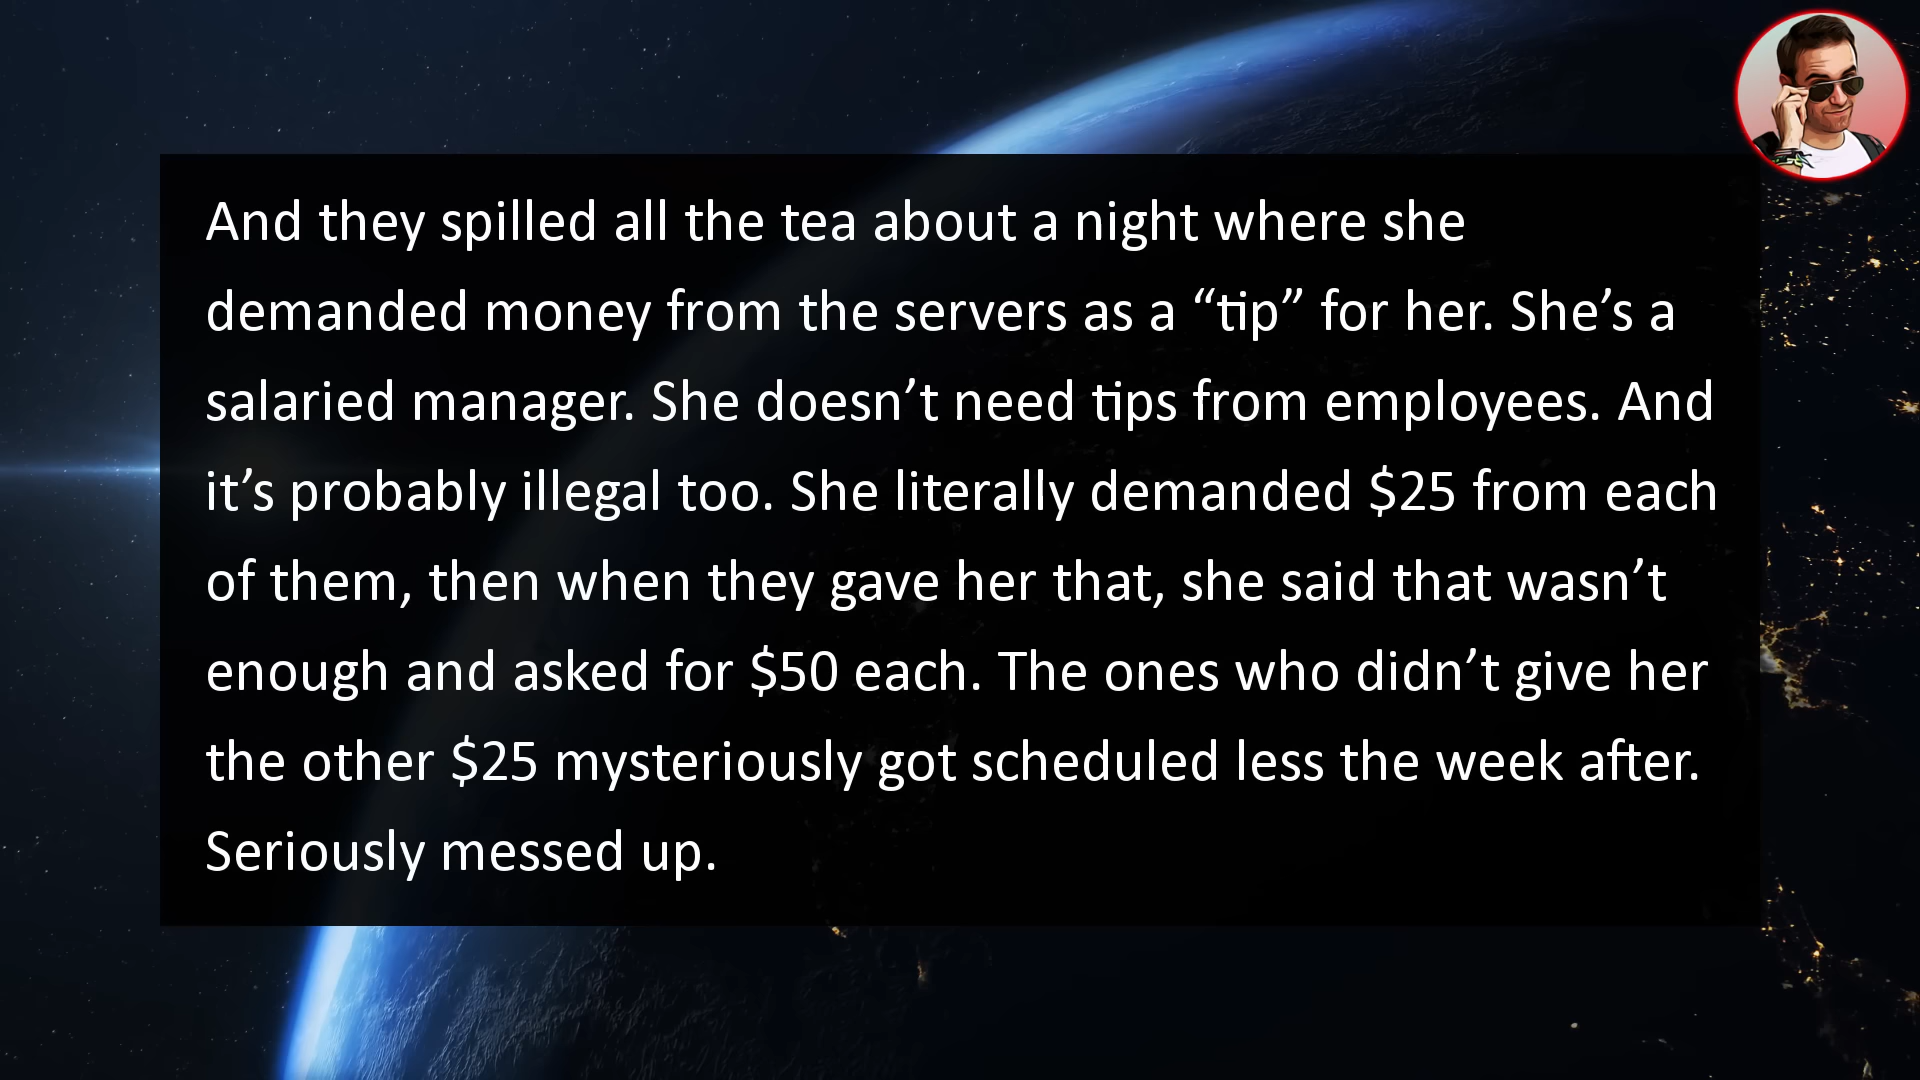 And they spilled all the tea about a night where she
demanded money from the servers as a “tip” for her. She’s a
salaried manager. She doesn’t need tips from employees. And
it’s probably illegal too. She literally demanded $25 from each
of them, then when they gave her that, she said that wasn’t
enough and asked for $50 each. The ones who didn’t give her
the other $25 mysteriously got scheduled less the week after.
Seriously messed up.